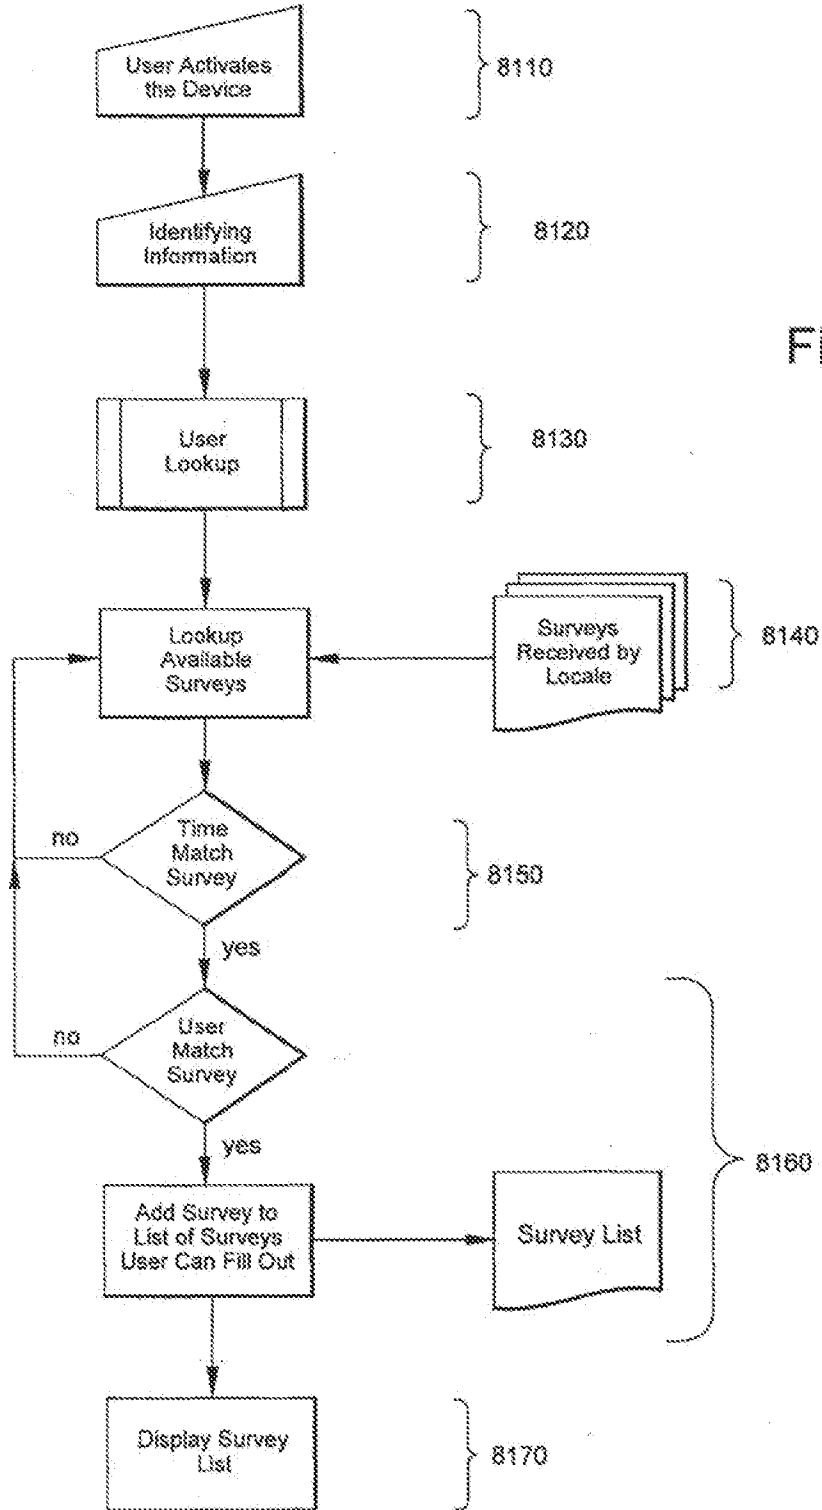 User Activates
the Device
8110
Identifying
Information
8120
Fi
User
Lookup
8130
Lookup
Available
Surveys
Surveys
Received by
Locale
8140
no
Time
Match
Survey
8150
yes
no
User
Match
Survey
yes
8160
Add Survey to
List of Surveys
User Can Fill Out
Survey List
Display Survey
List
8170